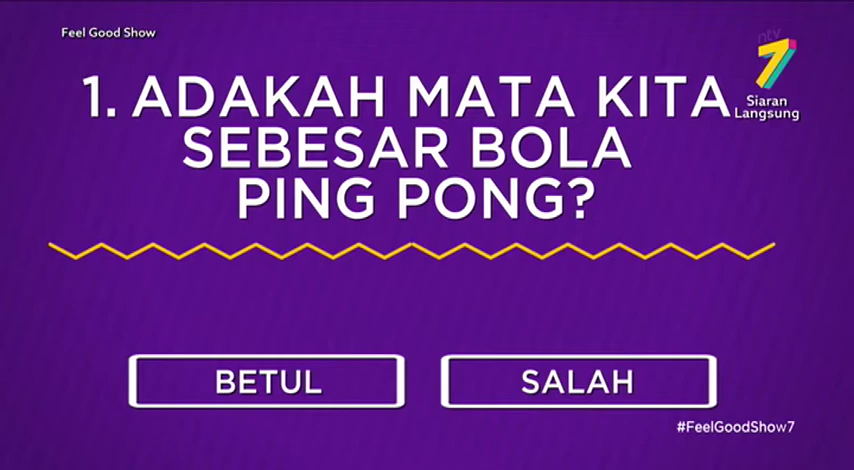 Feel Good Show
ntv
7
Siaran
Langsung
1. ADAKAH MATA KITA
SEBESAR BOLA
PING PONG?
BETUL
SALAH
#FeelGoodShow7